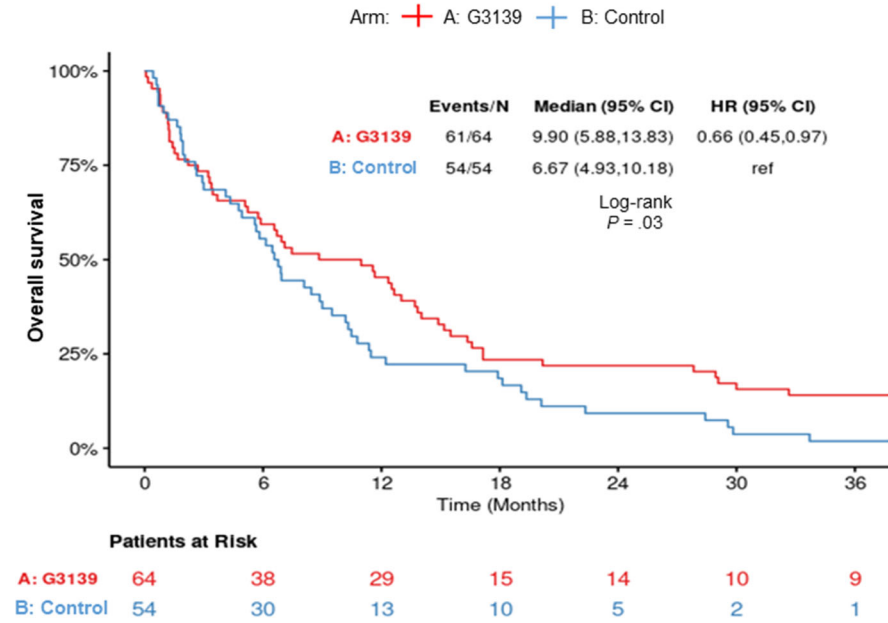 Arm: A: G3139 B: Control
Events/N Median (95% CI) HR (95% CI)
A: G3139 61/64 9.90 (5.88,13.83) 0.66 (0.45,0.97)
B: Control 54/54 6.67 (4.93,10.18) ref
Log-rank
P = .03
Overall survival
100%
75%
50%
25%
0%
0 6 12 18 24 30 36
Time (Months)
Patients at Risk
A: G3139 64 38 29 15 14 10 9
B: Control 54 30 13 10 5 2 1